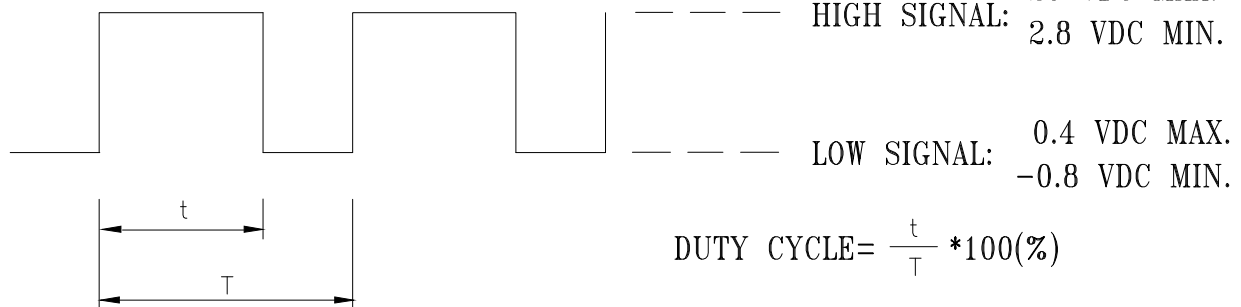 HIGH SIGNAL:
2.8 VDC MIN.
LOW SIGNAL:
0.4 VDC MAX.
-0.8 VDC MIN.
t
DUTY CYCLE= t/T *100(%)
T